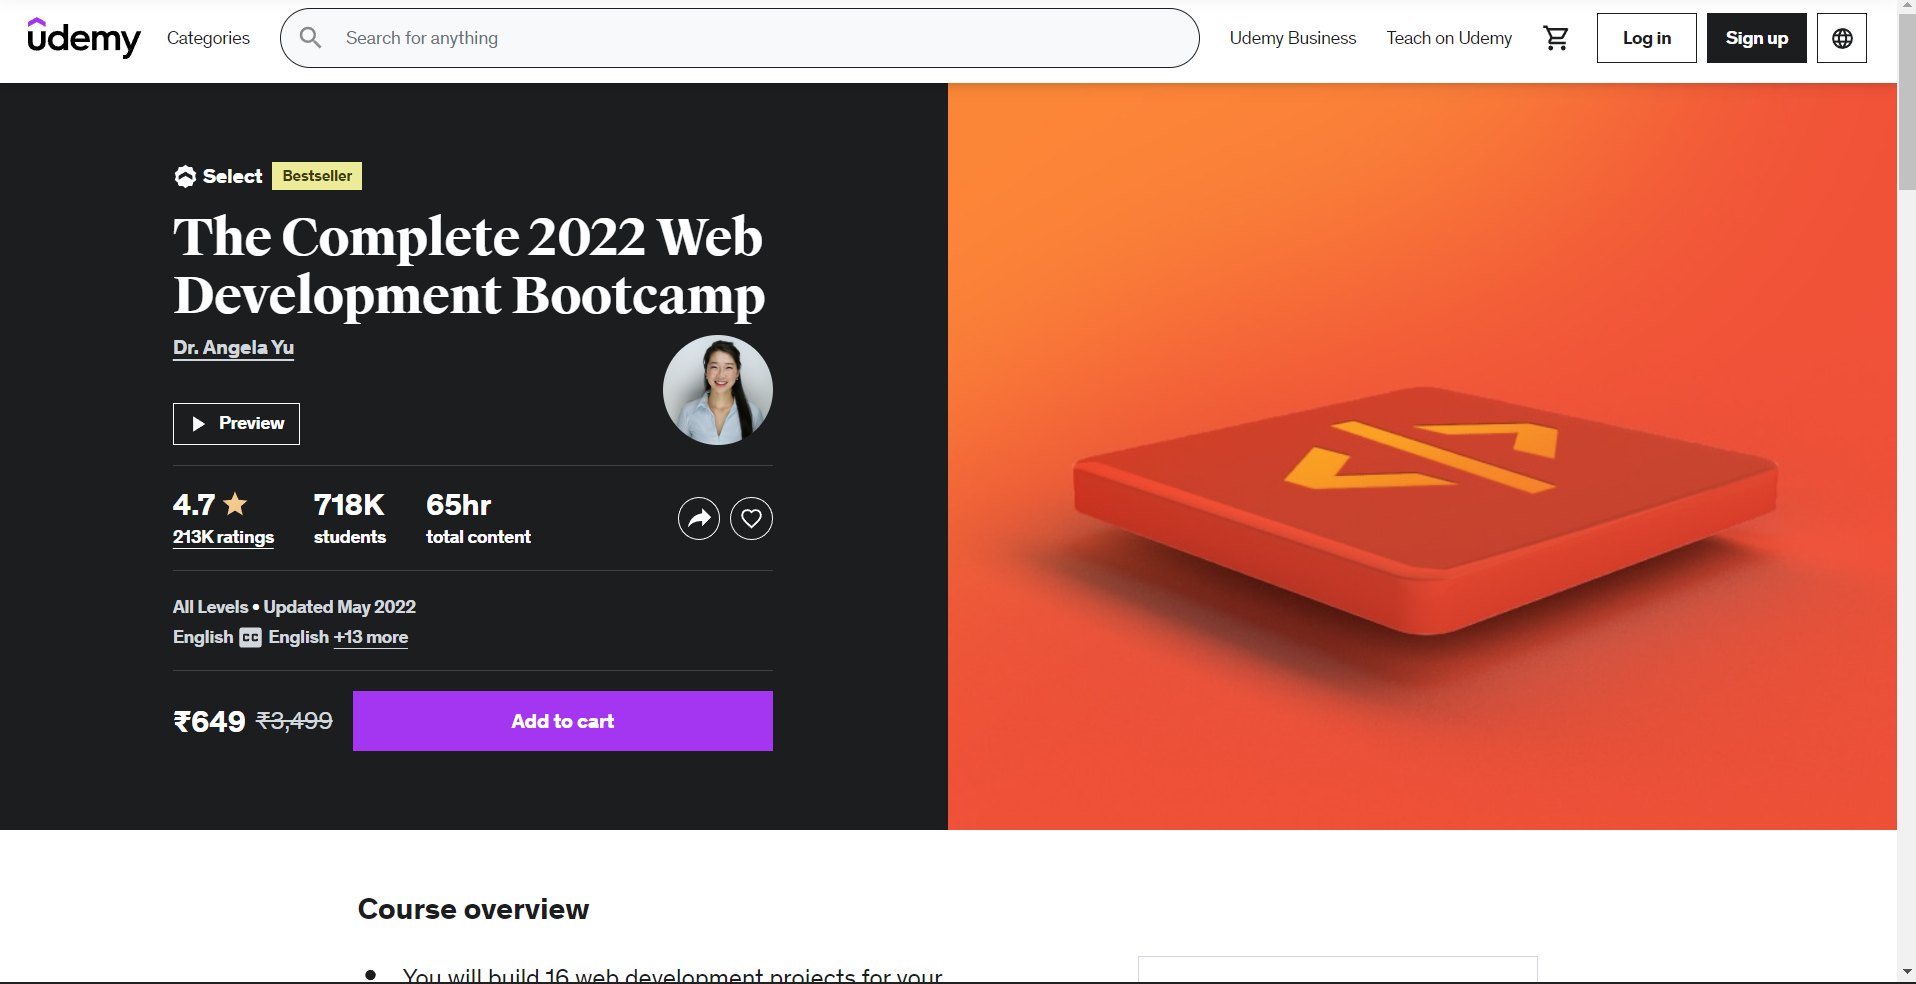 udemy
Categories
Search for anything
Udemy Business
Teach on Udemy
Log in
Sign up
Select
Bestseller
The Complete 2022 Web
Development Bootcamp
Dr. Angela Yu
Preview
4.7
213K ratings
718K
students
65hr
total content
All Levels • Updated May 2022
English CC English +13 more
₹649 ₹3,499
Add to cart
Course overview
• You will build 16 web development projects for your